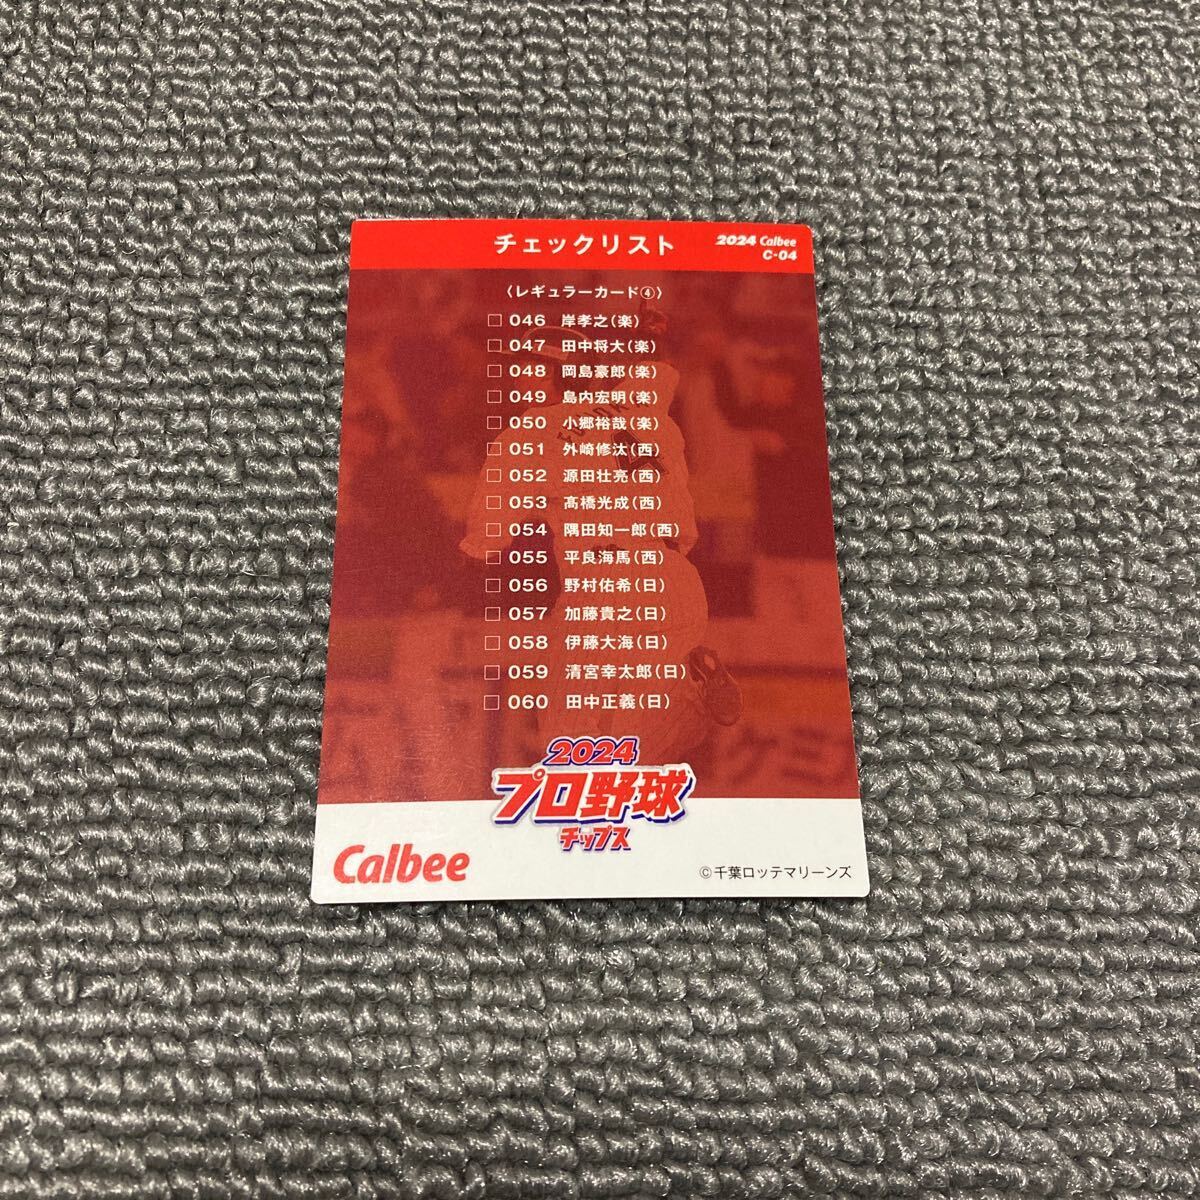 チェックリスト
2024 Calbee
C-04
〈レギュラーカード④〉
□ 046 岸孝之(楽)
□ 047 田中将大(楽)
□ 048 岡島豪郎(楽)
□ 049 島内宏明(楽)
□ 050 小郷裕哉(楽)
□ 051 外崎修汰(西)
□ 052 源田壮亮(西)
□ 053 髙橋光成(西)
□ 054 隅田知一郎(西)
□ 055 平良海馬(西)
□ 056 野村佑希(日)
□ 057 加藤貴之(日)
□ 058 伊藤大海(日)
□ 059 清宮幸太郎(日)
□ 060 田中正義(日)
2024
プロ野球
チップス
Calbee
©千葉ロッテマリーンズ